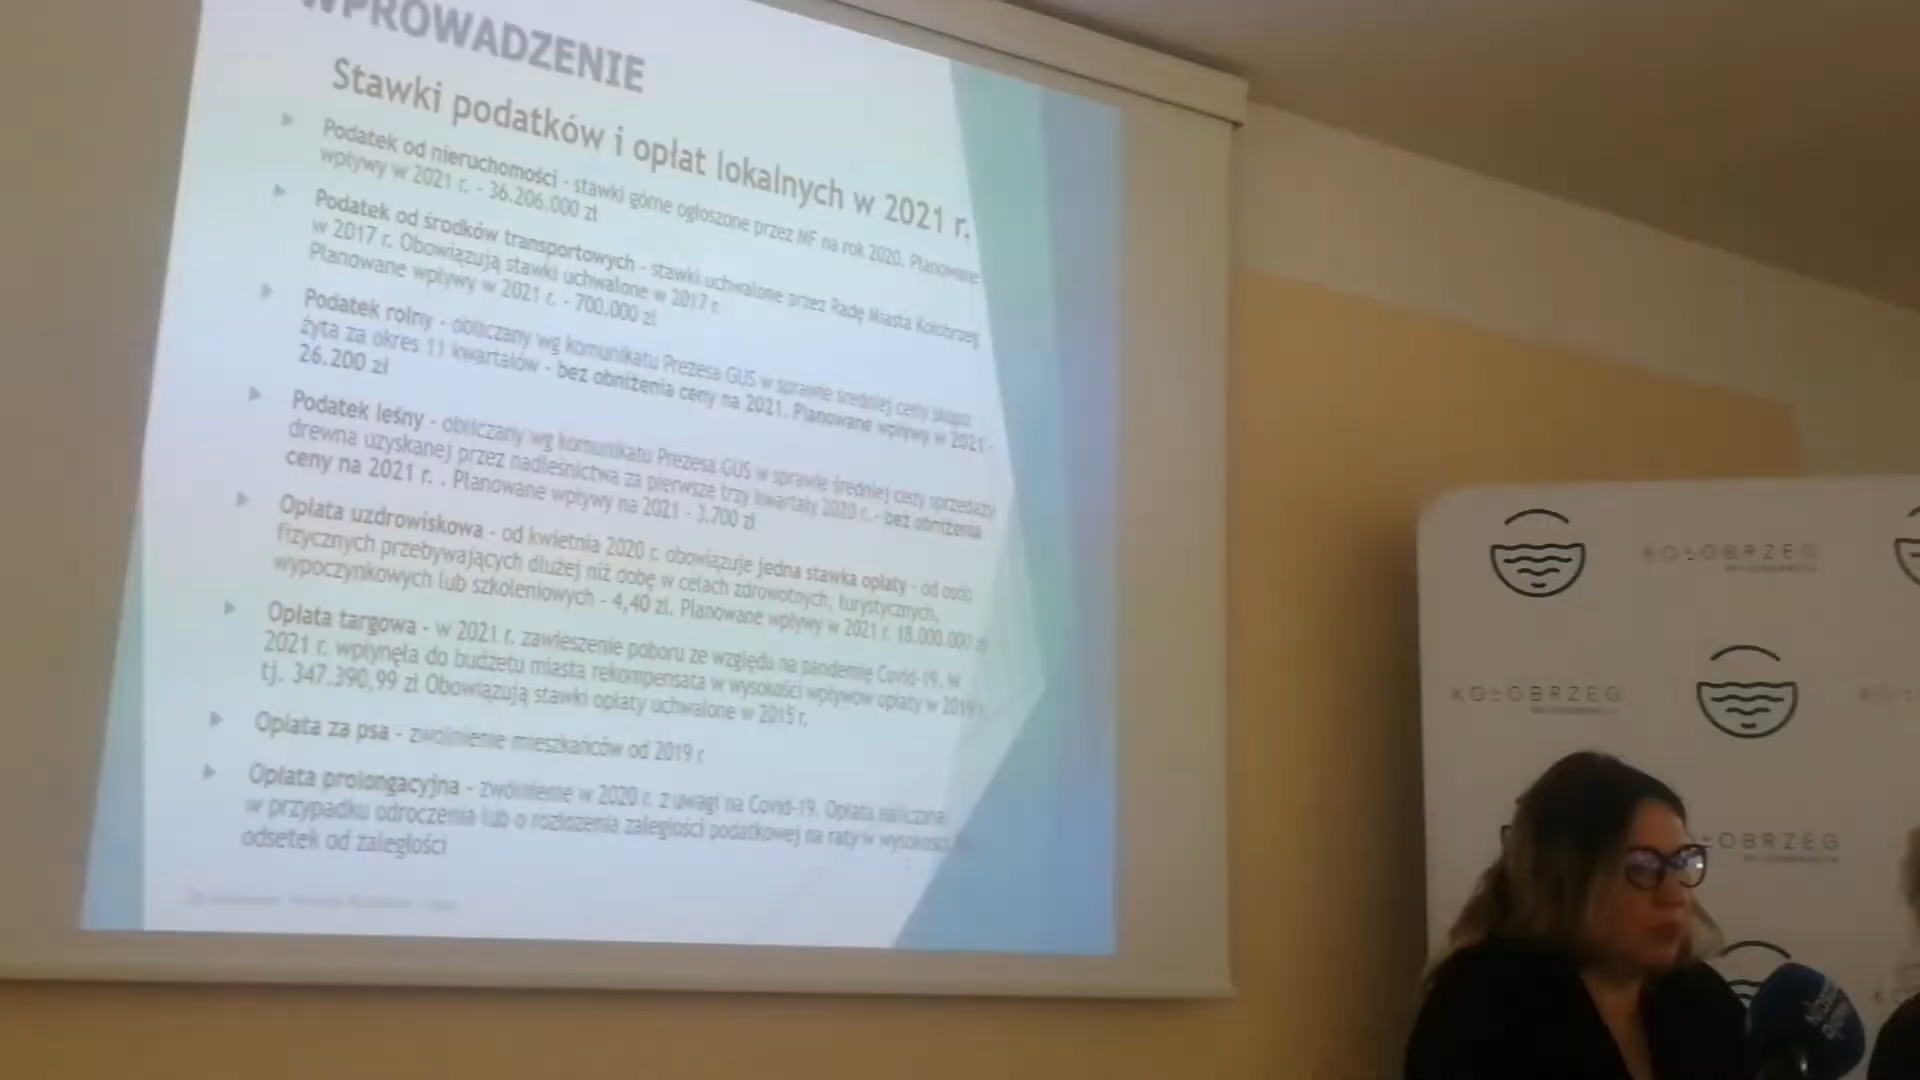 WPROWADZENIE
Stawki podatków i opłat lokalnych w 2021 r.
Podatek od nieruchomości - stawki górne ogłoszone przez MF na rok 2020. Planowane
wpływy w 2021 r. - 36.206.000 zł
Podatek od środków transportowych - stawki uchwalone przez Radę Miasta Kołobrzeg
w 2017 r. Obowiązują stawki uchwalone w 2017 r.
Planowane wpływy w 2021 r. - 700.000 zł
Podatek rolny - obliczany wg komunikatu Prezesa GUS w sprawie średniej ceny skupu
żyta za okres 11 kwartałów - bez obniżenia ceny na 2021. Planowane wpływy w 2021 -
26.200 zł
Podatek leśny - obliczany wg komunikatu Prezesa GUS w sprawie średniej ceny sprzedaży
drewna uzyskanej przez nadleśnictwa za pierwsze trzy kwartały 2020 r. - bez obniżenia
ceny na 2021 r. . Planowane wpływy na 2021 - 3.700 zł
Opłata uzdrowiskowa - od kwietnia 2020 r. obowiązuje jedna stawka opłaty - od osób
fizycznych przebywających dłużej niż dobę w celach zdrowotnych, turystycznych,
wypoczynkowych lub szkoleniowych - 4,40 zł. Planowane wpływy w 2021 r. 18.000.000 zł
Opłata targowa - w 2021 r. zawieszenie poboru ze względu na pandemię Covid-19. W
2021 r. wpłynęła do budżetu miasta rekompensata w wysokości wpływów opłaty w 2019 r.
tj. 347.390,99 zł Obowiązują stawki opłaty uchwalone w 2015 r.
Opłata za psa - zwolnienie mieszkańców od 2019 r
Opłata prolongacyjna - zwolnienie w 2020 r. z uwagi na Covid-19. Opłata naliczana
w przypadku odroczenia lub o rozłożenia zaległości podatkowej na raty w wysokości
odsetek od zaległości
KOŁOBRZEG
KOŁOBRZEG
OBRZEG